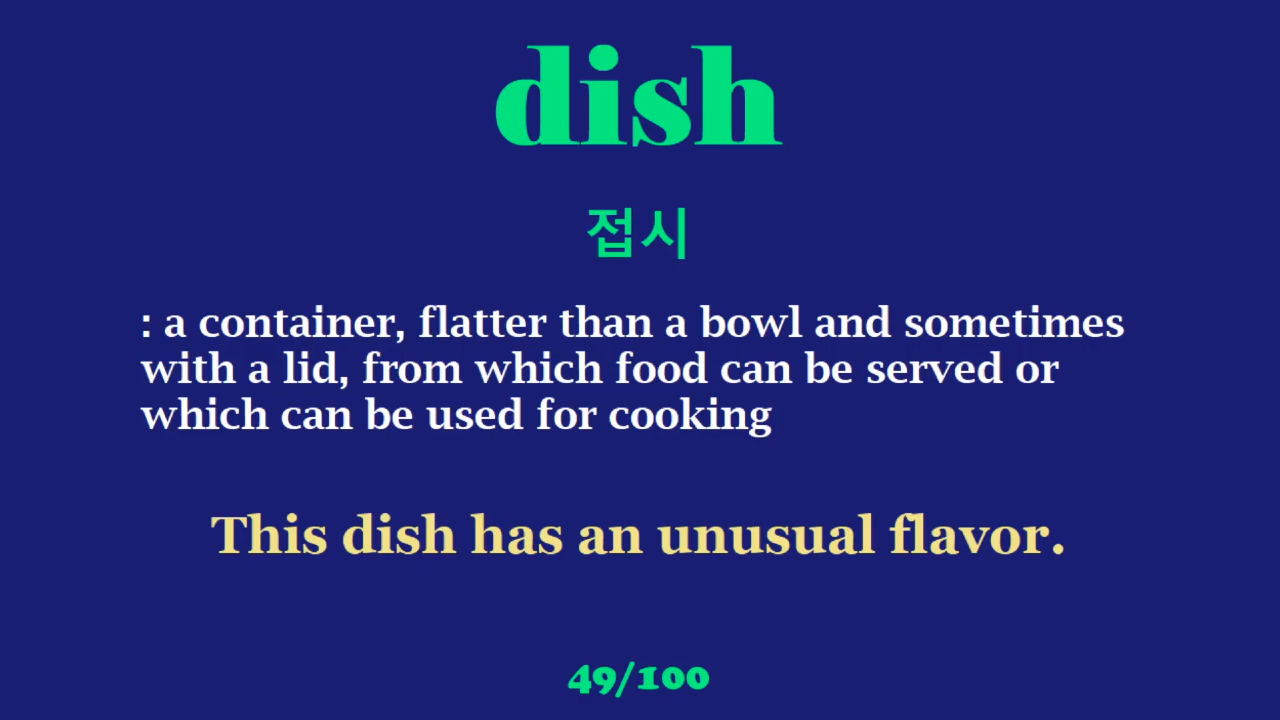 dish
접시
: a container, flatter than a bowl and sometimes
with a lid, from which food can be served or
which can be used for cooking
This dish has an unusual flavor.
49/100